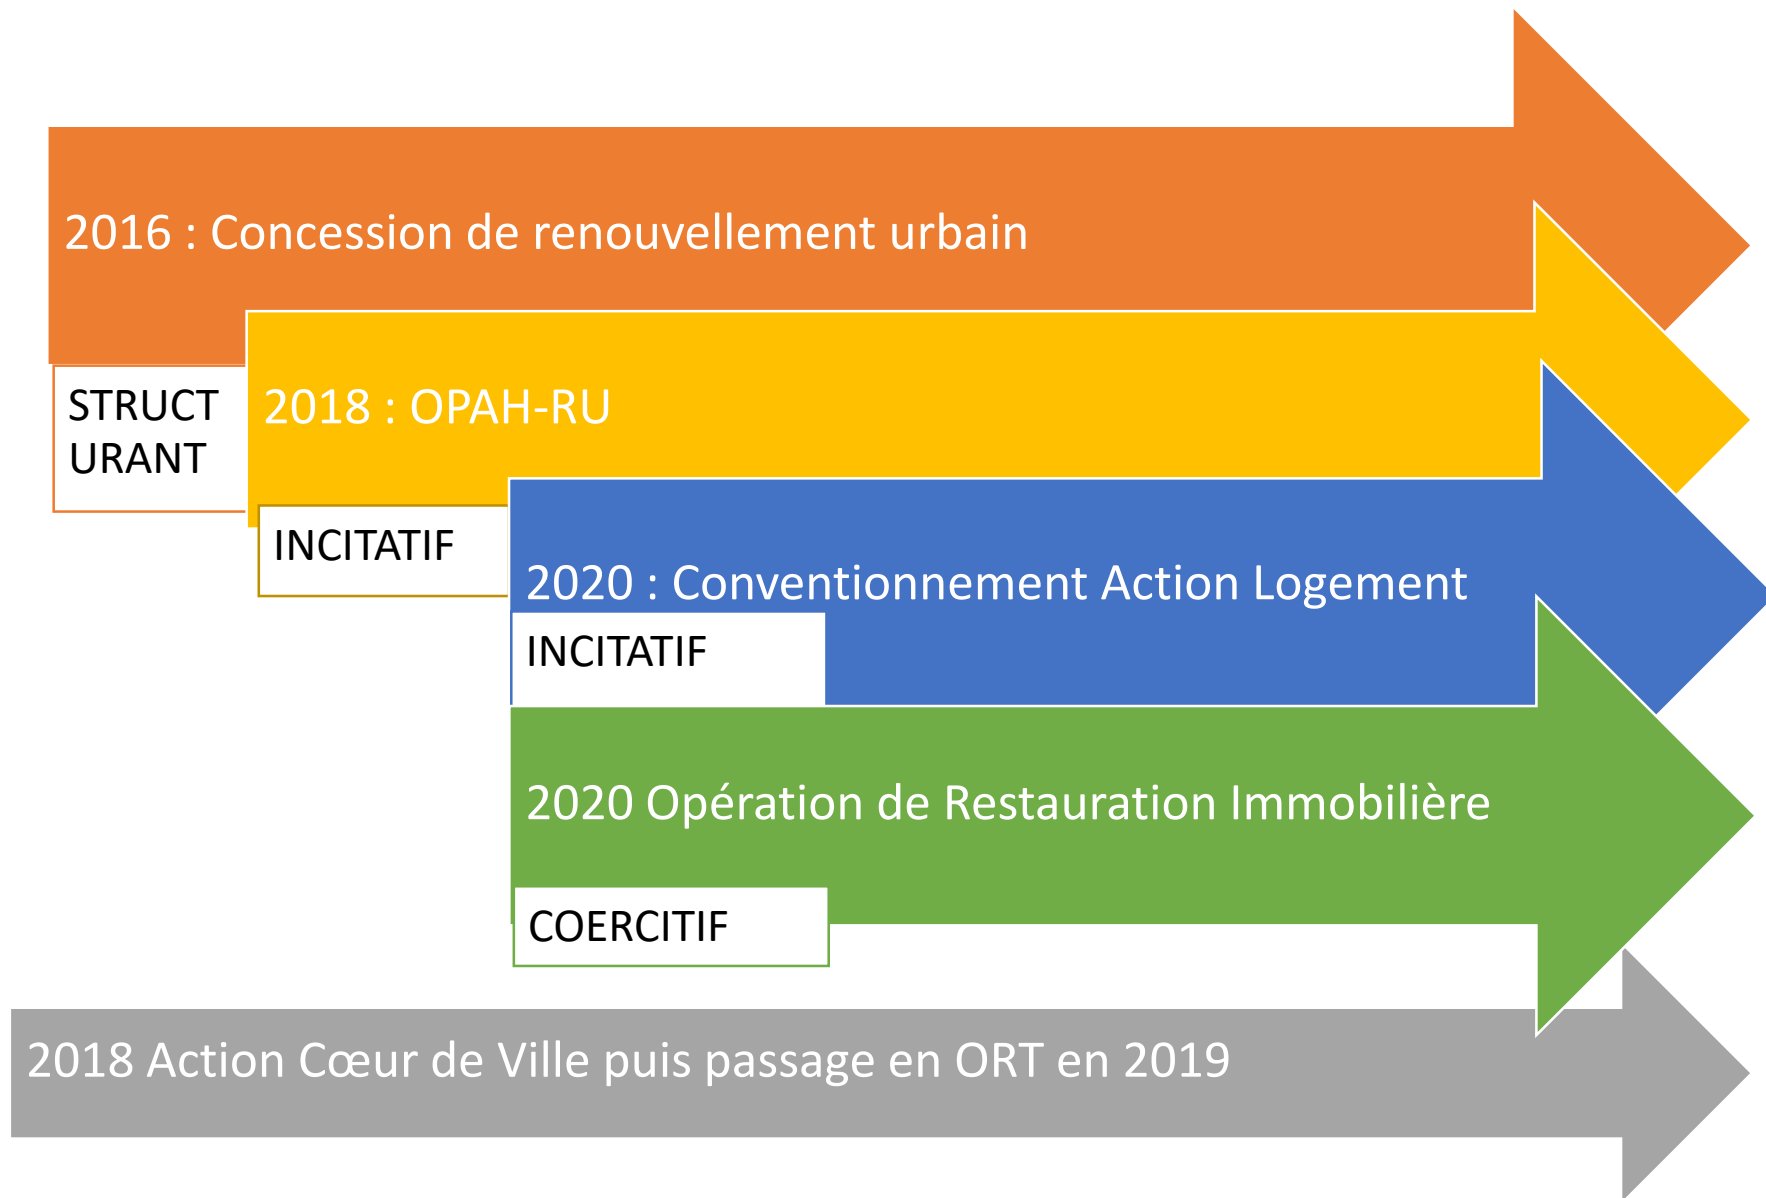 2016 : Concession de renouvellement urbain
STRUCT
URANT
2018 : OPAH-RU
INCITATIF
2020 : Conventionnement Action Logement
INCITATIF
2020 Opération de Restauration Immobilière
COERCITIF
2018 Action Cœur de Ville puis passage en ORT en 2019